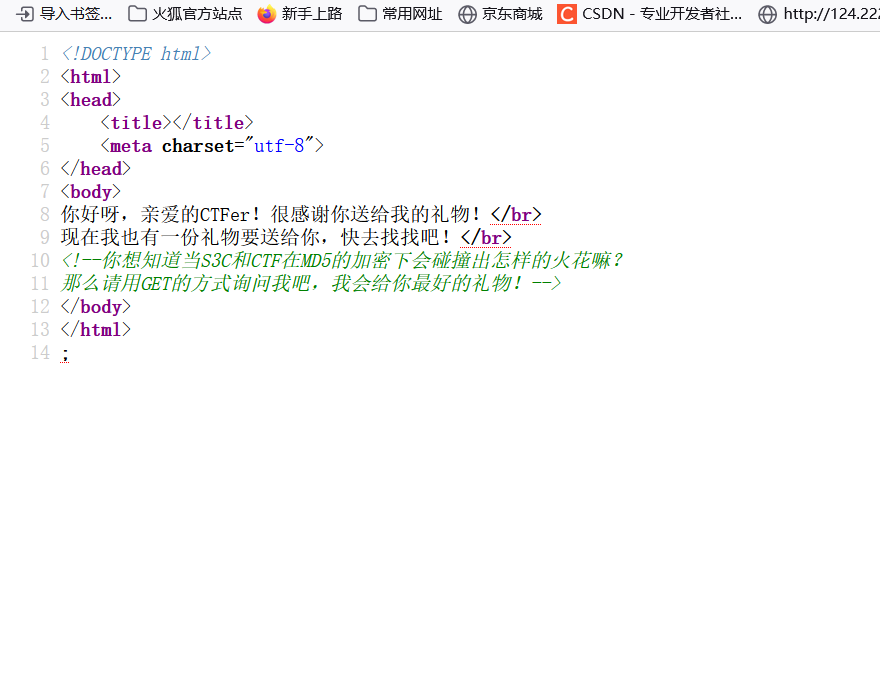 导入书签... 火狐官方站点 新手上路 常用网址 京东商城 CSDN - 专业开发者社... http://124.222
1 <!DOCTYPE html>
2 <html>
3 <head>
4 <title></title>
5 <meta charset="utf-8">
6 </head>
7 <body>
8 你好呀，亲爱的CTFer！很感谢你送给我的礼物！</br>
9 现在我也有一份礼物要送给你，快去找找吧！</br>
10 <!--你想知道当S3C和CTF在MD5的加密下会碰撞出怎样的火花嘛？
11 那么请用GET的方式询问我吧，我会给你最好的礼物！-->
12 </body>
13 </html>
14 ;